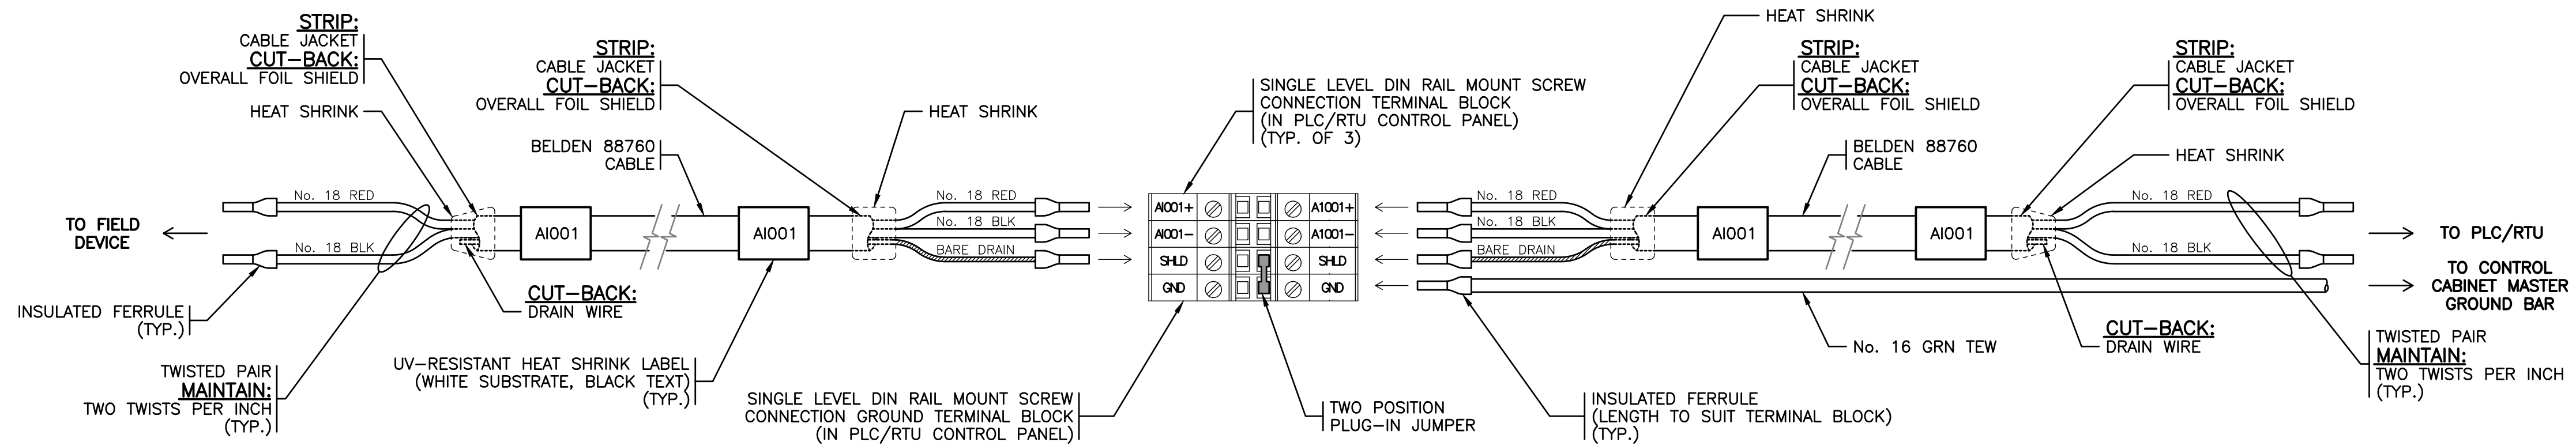 STRIP:
CABLE JACKET
CUT-BACK:
OVERALL FOIL SHIELD
HEAT SHRINK
STRIP:
CABLE JACKET
CUT-BACK:
OVERALL FOIL SHIELD
HEAT SHRINK
BELDEN 88760
CABLE
No. 18 RED
No. 18 BLK
TO FIELD
DEVICE
AI001
AI001
No. 18 RED
No. 18 BLK
BARE DRAIN
INSULATED FERRULE
(TYP.)
CUT-BACK:
DRAIN WIRE
TWISTED PAIR
MAINTAIN:
TWO TWISTS PER INCH
(TYP.)
UV-RESISTANT HEAT SHRINK LABEL
(WHITE SUBSTRATE, BLACK TEXT)
(TYP.)
SINGLE LEVEL DIN RAIL MOUNT SCREW
CONNECTION TERMINAL BLOCK
(IN PLC/RTU CONTROL PANEL)
(TYP. OF 3)
AI001+
AI001-
SHLD
GND
A1001+
A1001-
SHLD
GND
SINGLE LEVEL DIN RAIL MOUNT SCREW
CONNECTION GROUND TERMINAL BLOCK
(IN PLC/RTU CONTROL PANEL)
TWO POSITION
PLUG-IN JUMPER
HEAT SHRINK
STRIP:
CABLE JACKET
CUT-BACK:
OVERALL FOIL SHIELD
STRIP:
CABLE JACKET
CUT-BACK:
OVERALL FOIL SHIELD
BELDEN 88760
CABLE
HEAT SHRINK
No. 18 RED
No. 18 BLK
BARE DRAIN
AI001
AI001
No. 18 RED
No. 18 BLK
TO PLC/RTU
TO CONTROL
CABINET MASTER
GROUND BAR
No. 16 GRN TEW
CUT-BACK:
DRAIN WIRE
INSULATED FERRULE
(LENGTH TO SUIT TERMINAL BLOCK)
(TYP.)
TWISTED PAIR
MAINTAIN:
TWO TWISTS PER INCH
(TYP.)